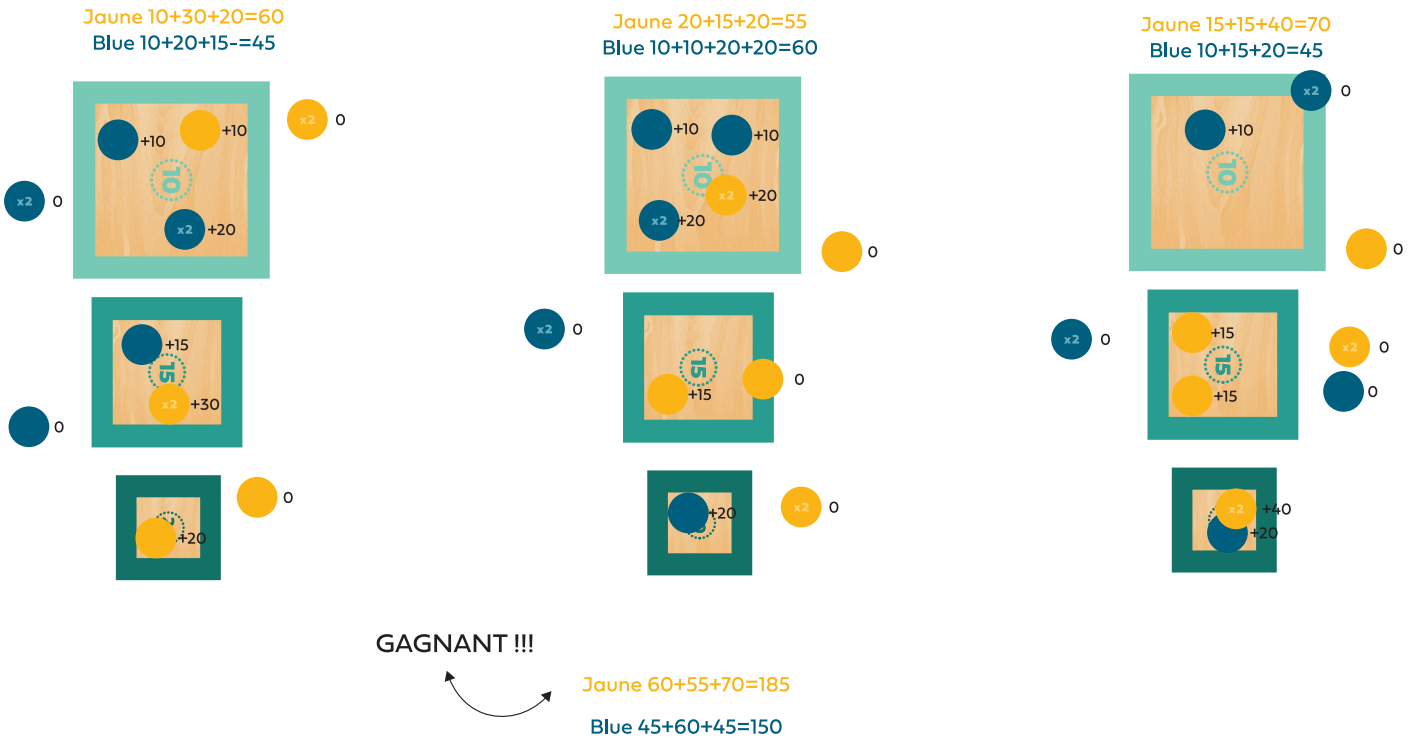 Jaune 10+30+20=60
Blue 10+20+15-=45
+10
+10
x2 0
10
x2 0
x2 +20
+15
15
x2 +30
0
0
+20
Jaune 20+15+20=55
Blue 10+10+20+20=60
+10
+10
10
x2 +20
x2 +20
0
x2 0
15
0
+15
+20
x2 0
Jaune 15+15+40=70
Blue 10+15+20=45
x2 0
+10
10
0
+15
x2 0
x2 0
15
+15
0
x2 +40
+20
GAGNANT !!!
Jaune 60+55+70=185
Blue 45+60+45=150